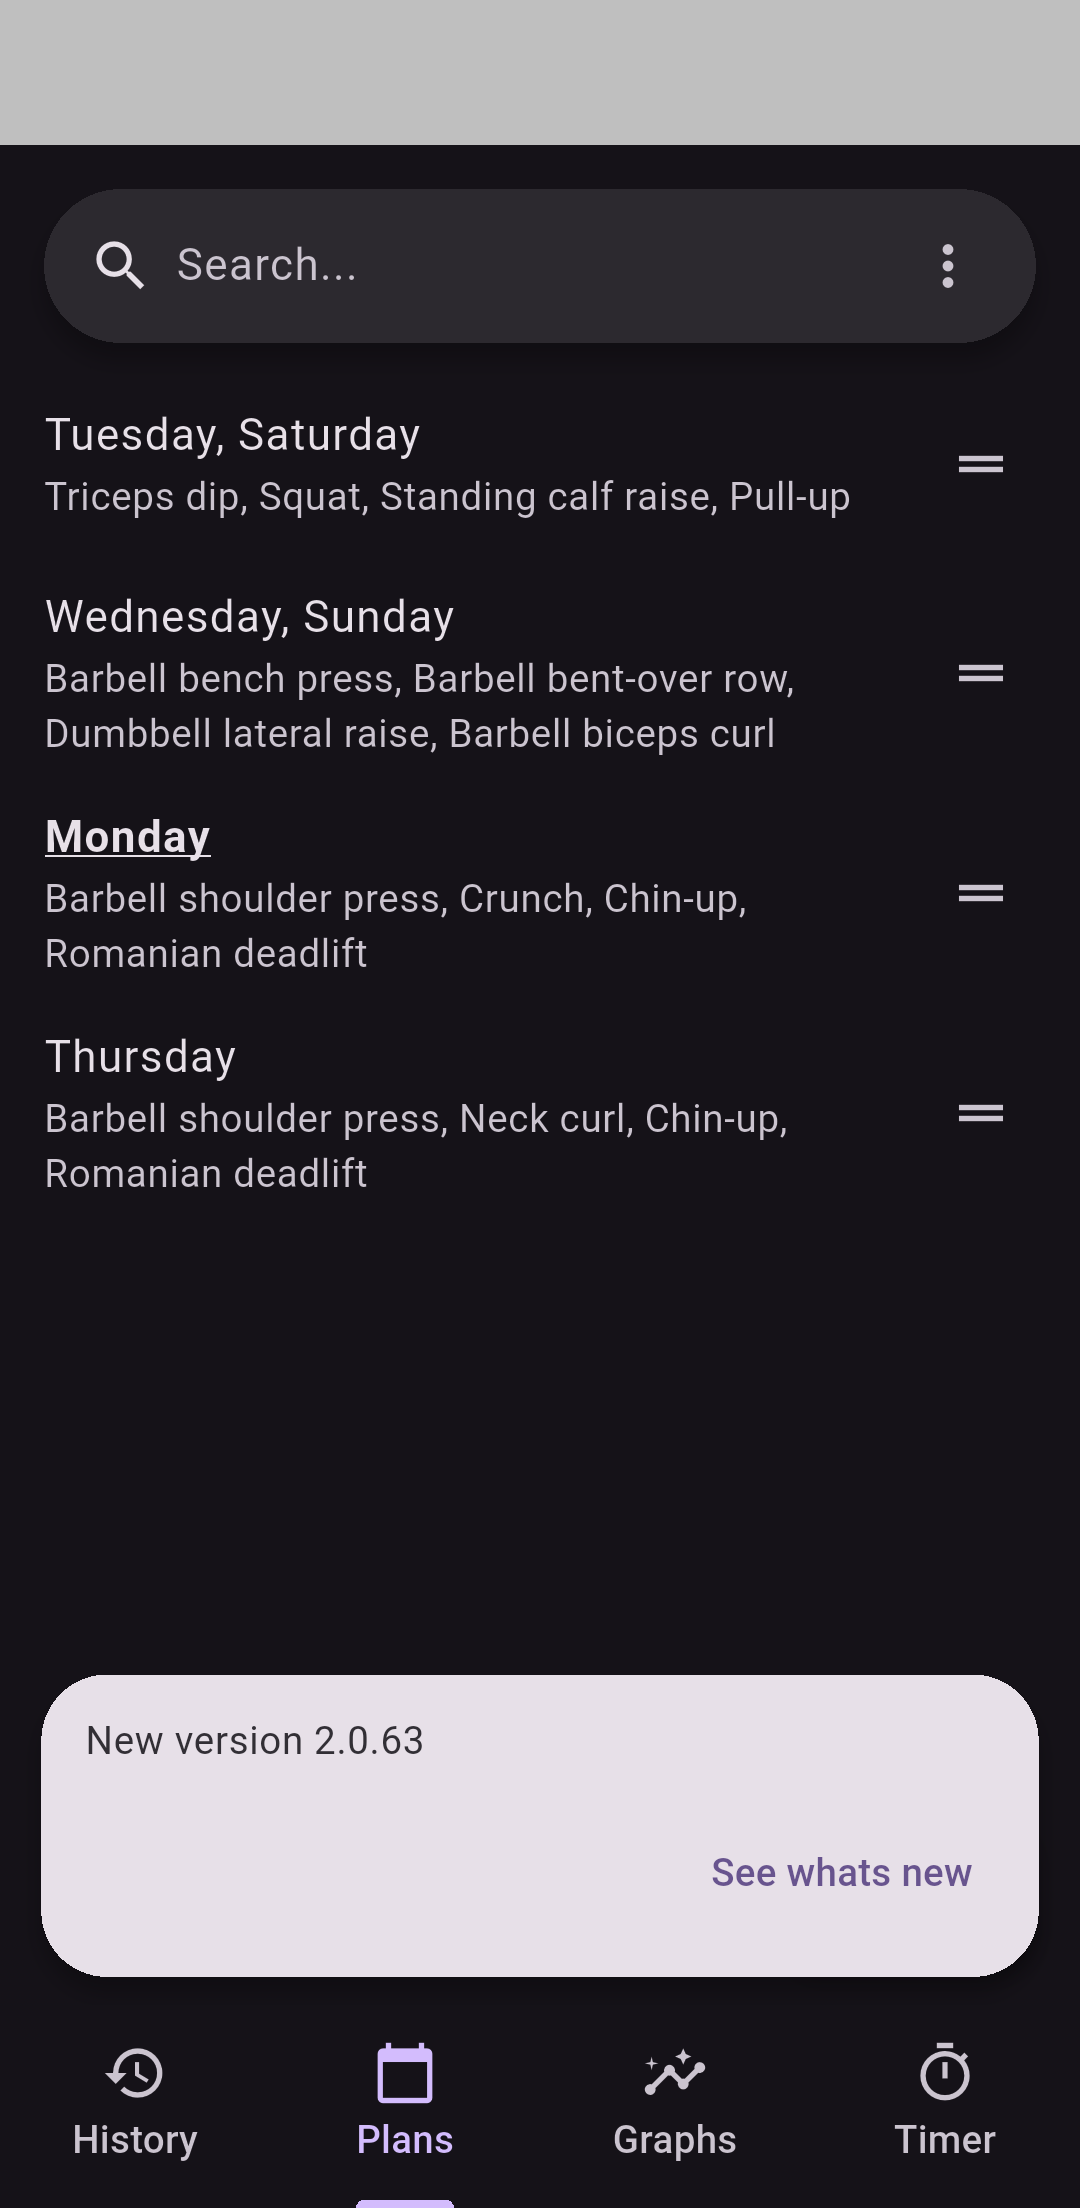 Search...
Tuesday, Saturday
Triceps dip, Squat, Standing calf raise, Pull-up
Wednesday, Sunday
Barbell bench press, Barbell bent-over row,
Dumbbell lateral raise, Barbell biceps curl
Monday
Barbell shoulder press, Crunch, Chin-up,
Romanian deadlift
Thursday
Barbell shoulder press, Neck curl, Chin-up,
Romanian deadlift
New version 2.0.63
See whats new
History
Plans
Graphs
Timer